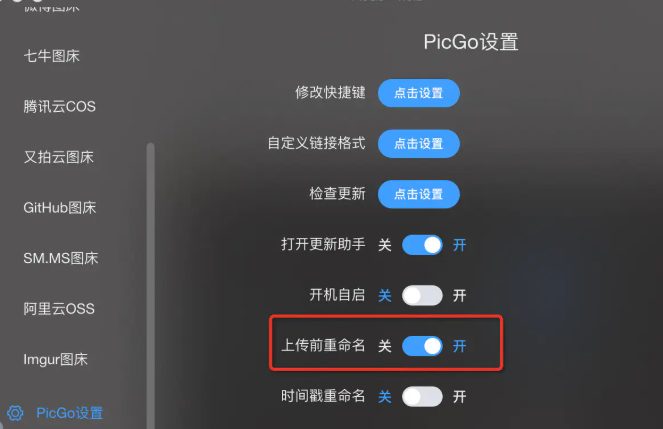 微博图床
七牛图床
腾讯云COS
又拍云图床
GitHub图床
SM.MS图床
阿里云OSS
Imgur图床
PicGo设置
PicGo设置
修改快捷键 点击设置
自定义链接格式 点击设置
检查更新 点击设置
打开更新助手 关 开
开机自启 关 开
上传前重命名 关 开
时间戳重命名 关 开